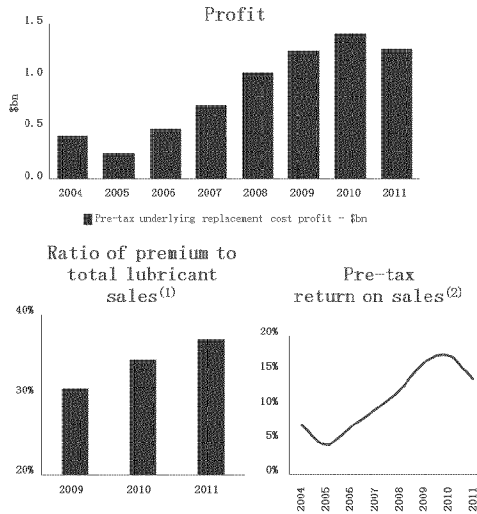 Profit
1.5
1.0
0.5
0.0
$bn
2004 2005 2006 2007 2008 2009 2010 2011
Pre-tax underlying replacement cost profit - $bn
Ratio of premium to
total lubricant
sales(1)
40%
30%
20%
2009 2010 2011
Pre-tax
return on sales(2)
20%
15%
10%
5%
0%
2004 2005 2006 2007 2008 2009 2010 2011